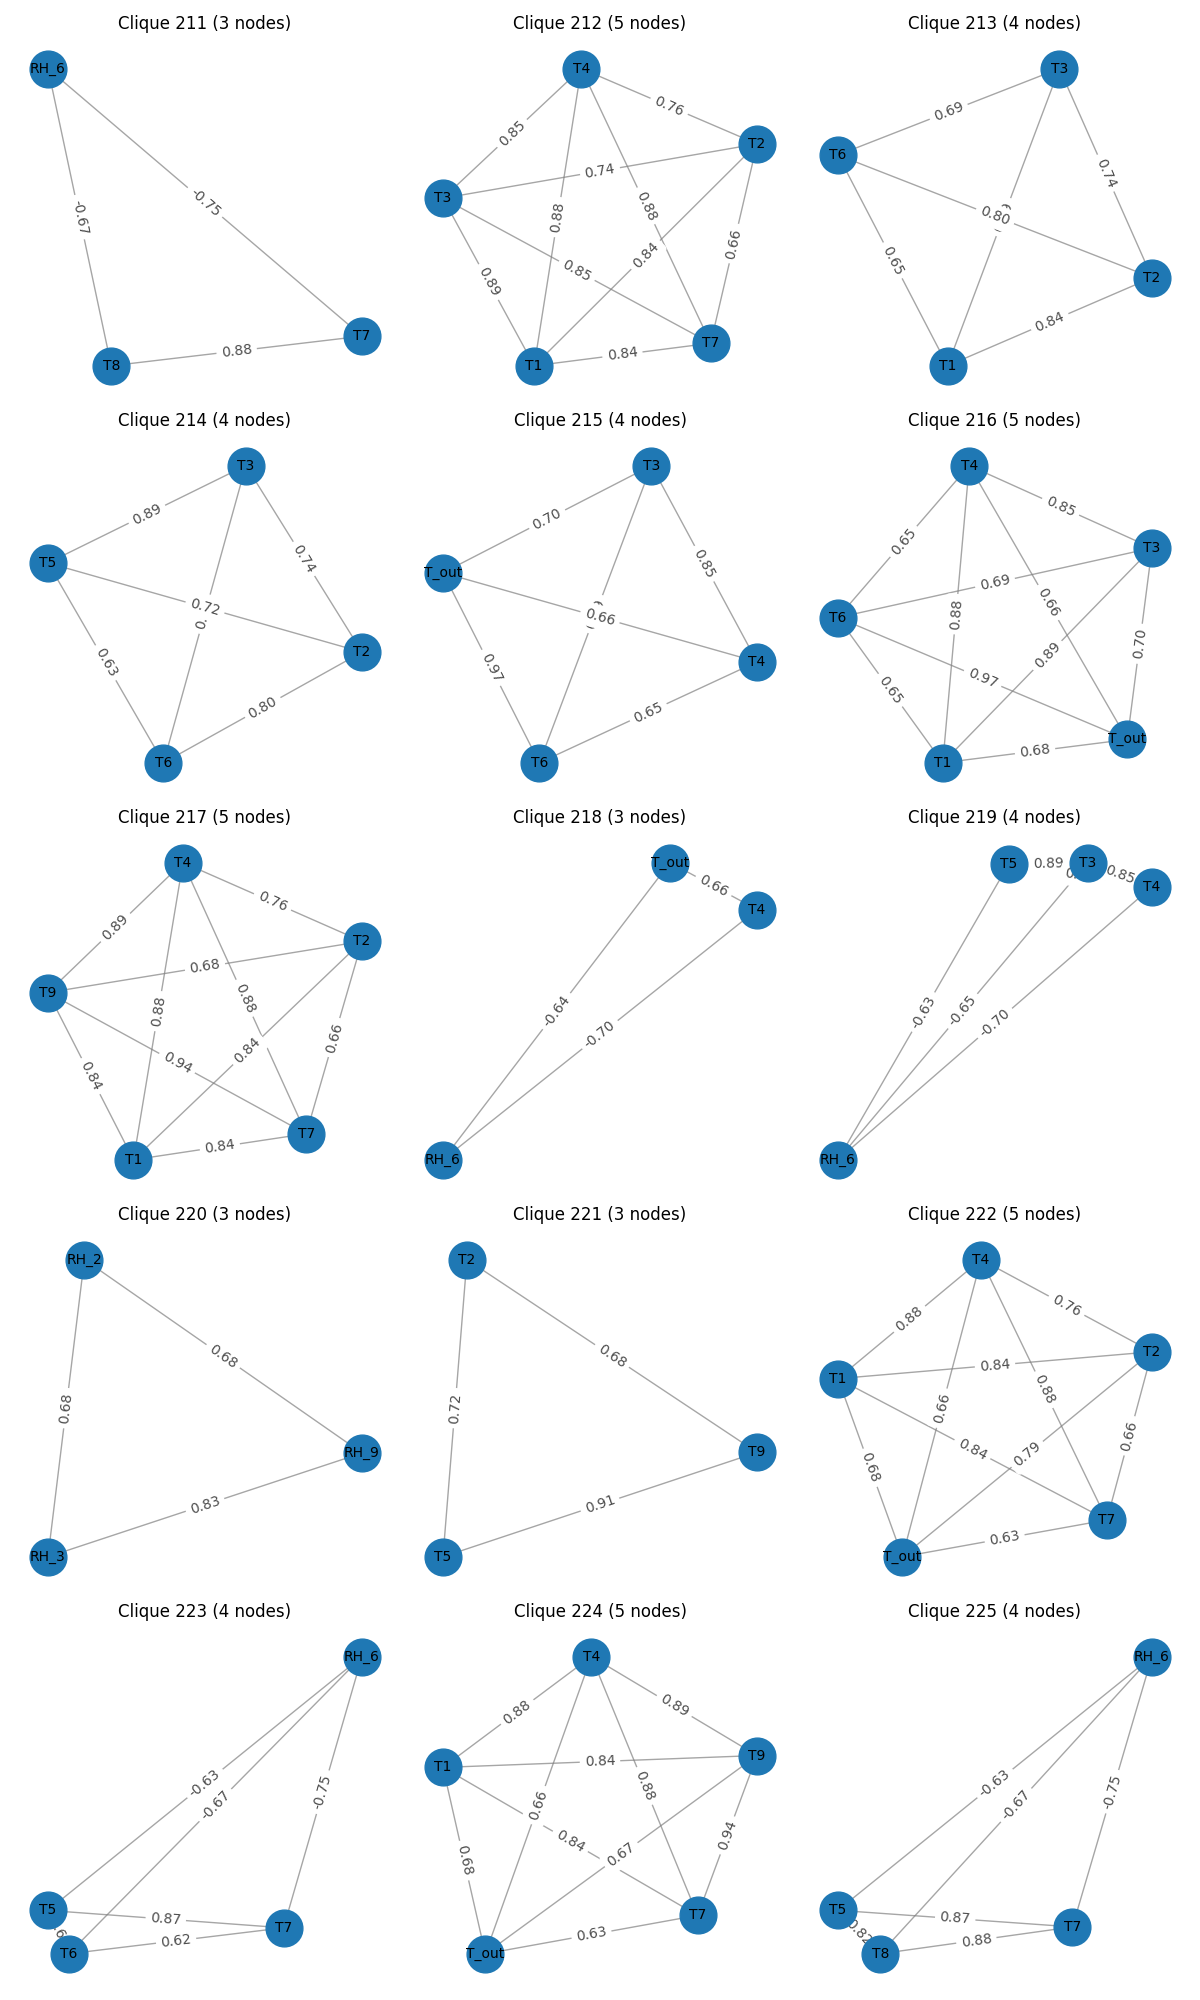 Clique 211 (3 nodes)
RH_6
-0.67
-0.75
0.88
T8
T7
Clique 212 (5 nodes)
T4
0.76
0.85
T2
0.74
T3
0.88
0.88
0.66
0.84
0.85
0.89
0.84
T7
T1
Clique 213 (4 nodes)
T3
0.69
T6
0.74
0.80
0.65
T2
0.84
T1
Clique 214 (4 nodes)
T3
0.89
0.74
T5
0.72
0.63
T2
0.80
T6
Clique 215 (4 nodes)
T3
0.70
0.85
T_out
0.66
0.97
T4
0.65
T6
Clique 216 (5 nodes)
T4
0.85
0.65
T3
0.69
0.66
0.88
T6
0.70
0.89
0.97
0.65
T_out
0.68
T1
Clique 217 (5 nodes)
T4
0.76
0.89
T2
0.68
T9
0.88
0.88
0.66
0.84
0.94
0.84
T7
0.84
T1
Clique 218 (3 nodes)
T_out
0.66
T4
-0.64
-0.70
RH_6
Clique 219 (4 nodes)
T5
0.89
T3
0.85
T4
-0.63
-0.65
-0.70
RH_6
Clique 220 (3 nodes)
RH_2
0.68
0.68
RH_9
0.83
RH_3
Clique 221 (3 nodes)
T2
0.68
0.72
T9
0.91
T5
Clique 222 (5 nodes)
T4
0.76
0.88
T2
0.84
T1
0.88
0.66
0.66
0.84
0.79
0.68
T7
0.63
T_out
Clique 223 (4 nodes)
RH_6
-0.63
-0.67
-0.75
T5
0.87
T7
0.62
T6
Clique 224 (5 nodes)
T4
0.89
0.88
T9
0.84
T1
0.88
0.66
0.94
0.84
0.67
0.68
T7
0.63
T_out
Clique 225 (4 nodes)
RH_6
-0.63
-0.67
-0.75
T5
0.87
T7
0.82
0.88
T8